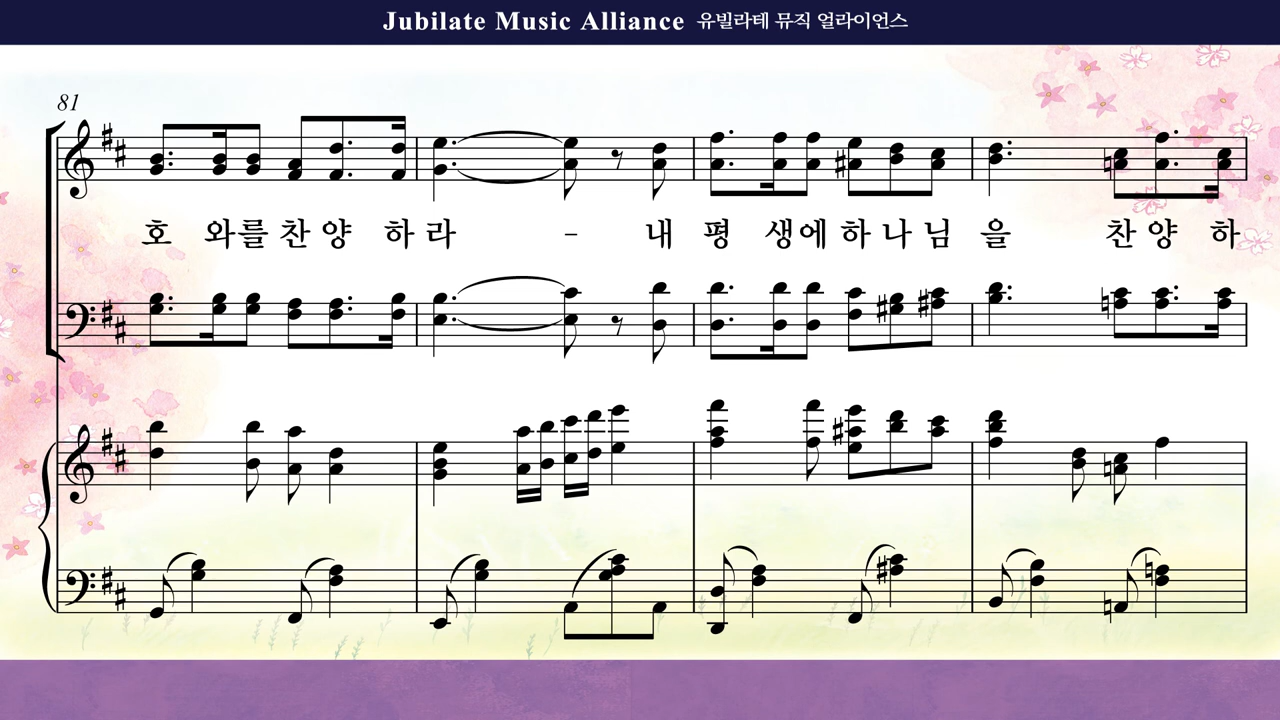 Jubilate Music Alliance 유빌라테 뮤직 얼라이언스
81
호 와를 찬 양 하 라 - 내 평 생에 하 나 님 을 찬 양 하